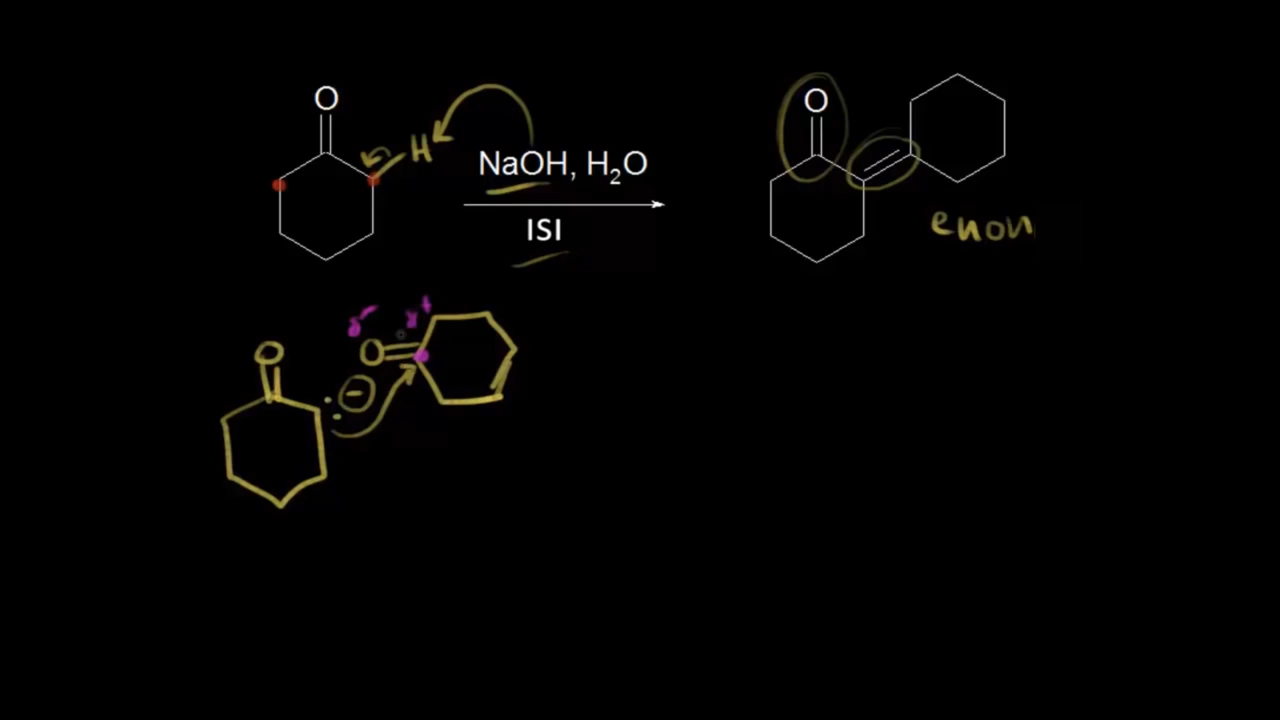 O
H
NaOH, H₂O
ISI
O
enon
δ- δ+
O
O
-